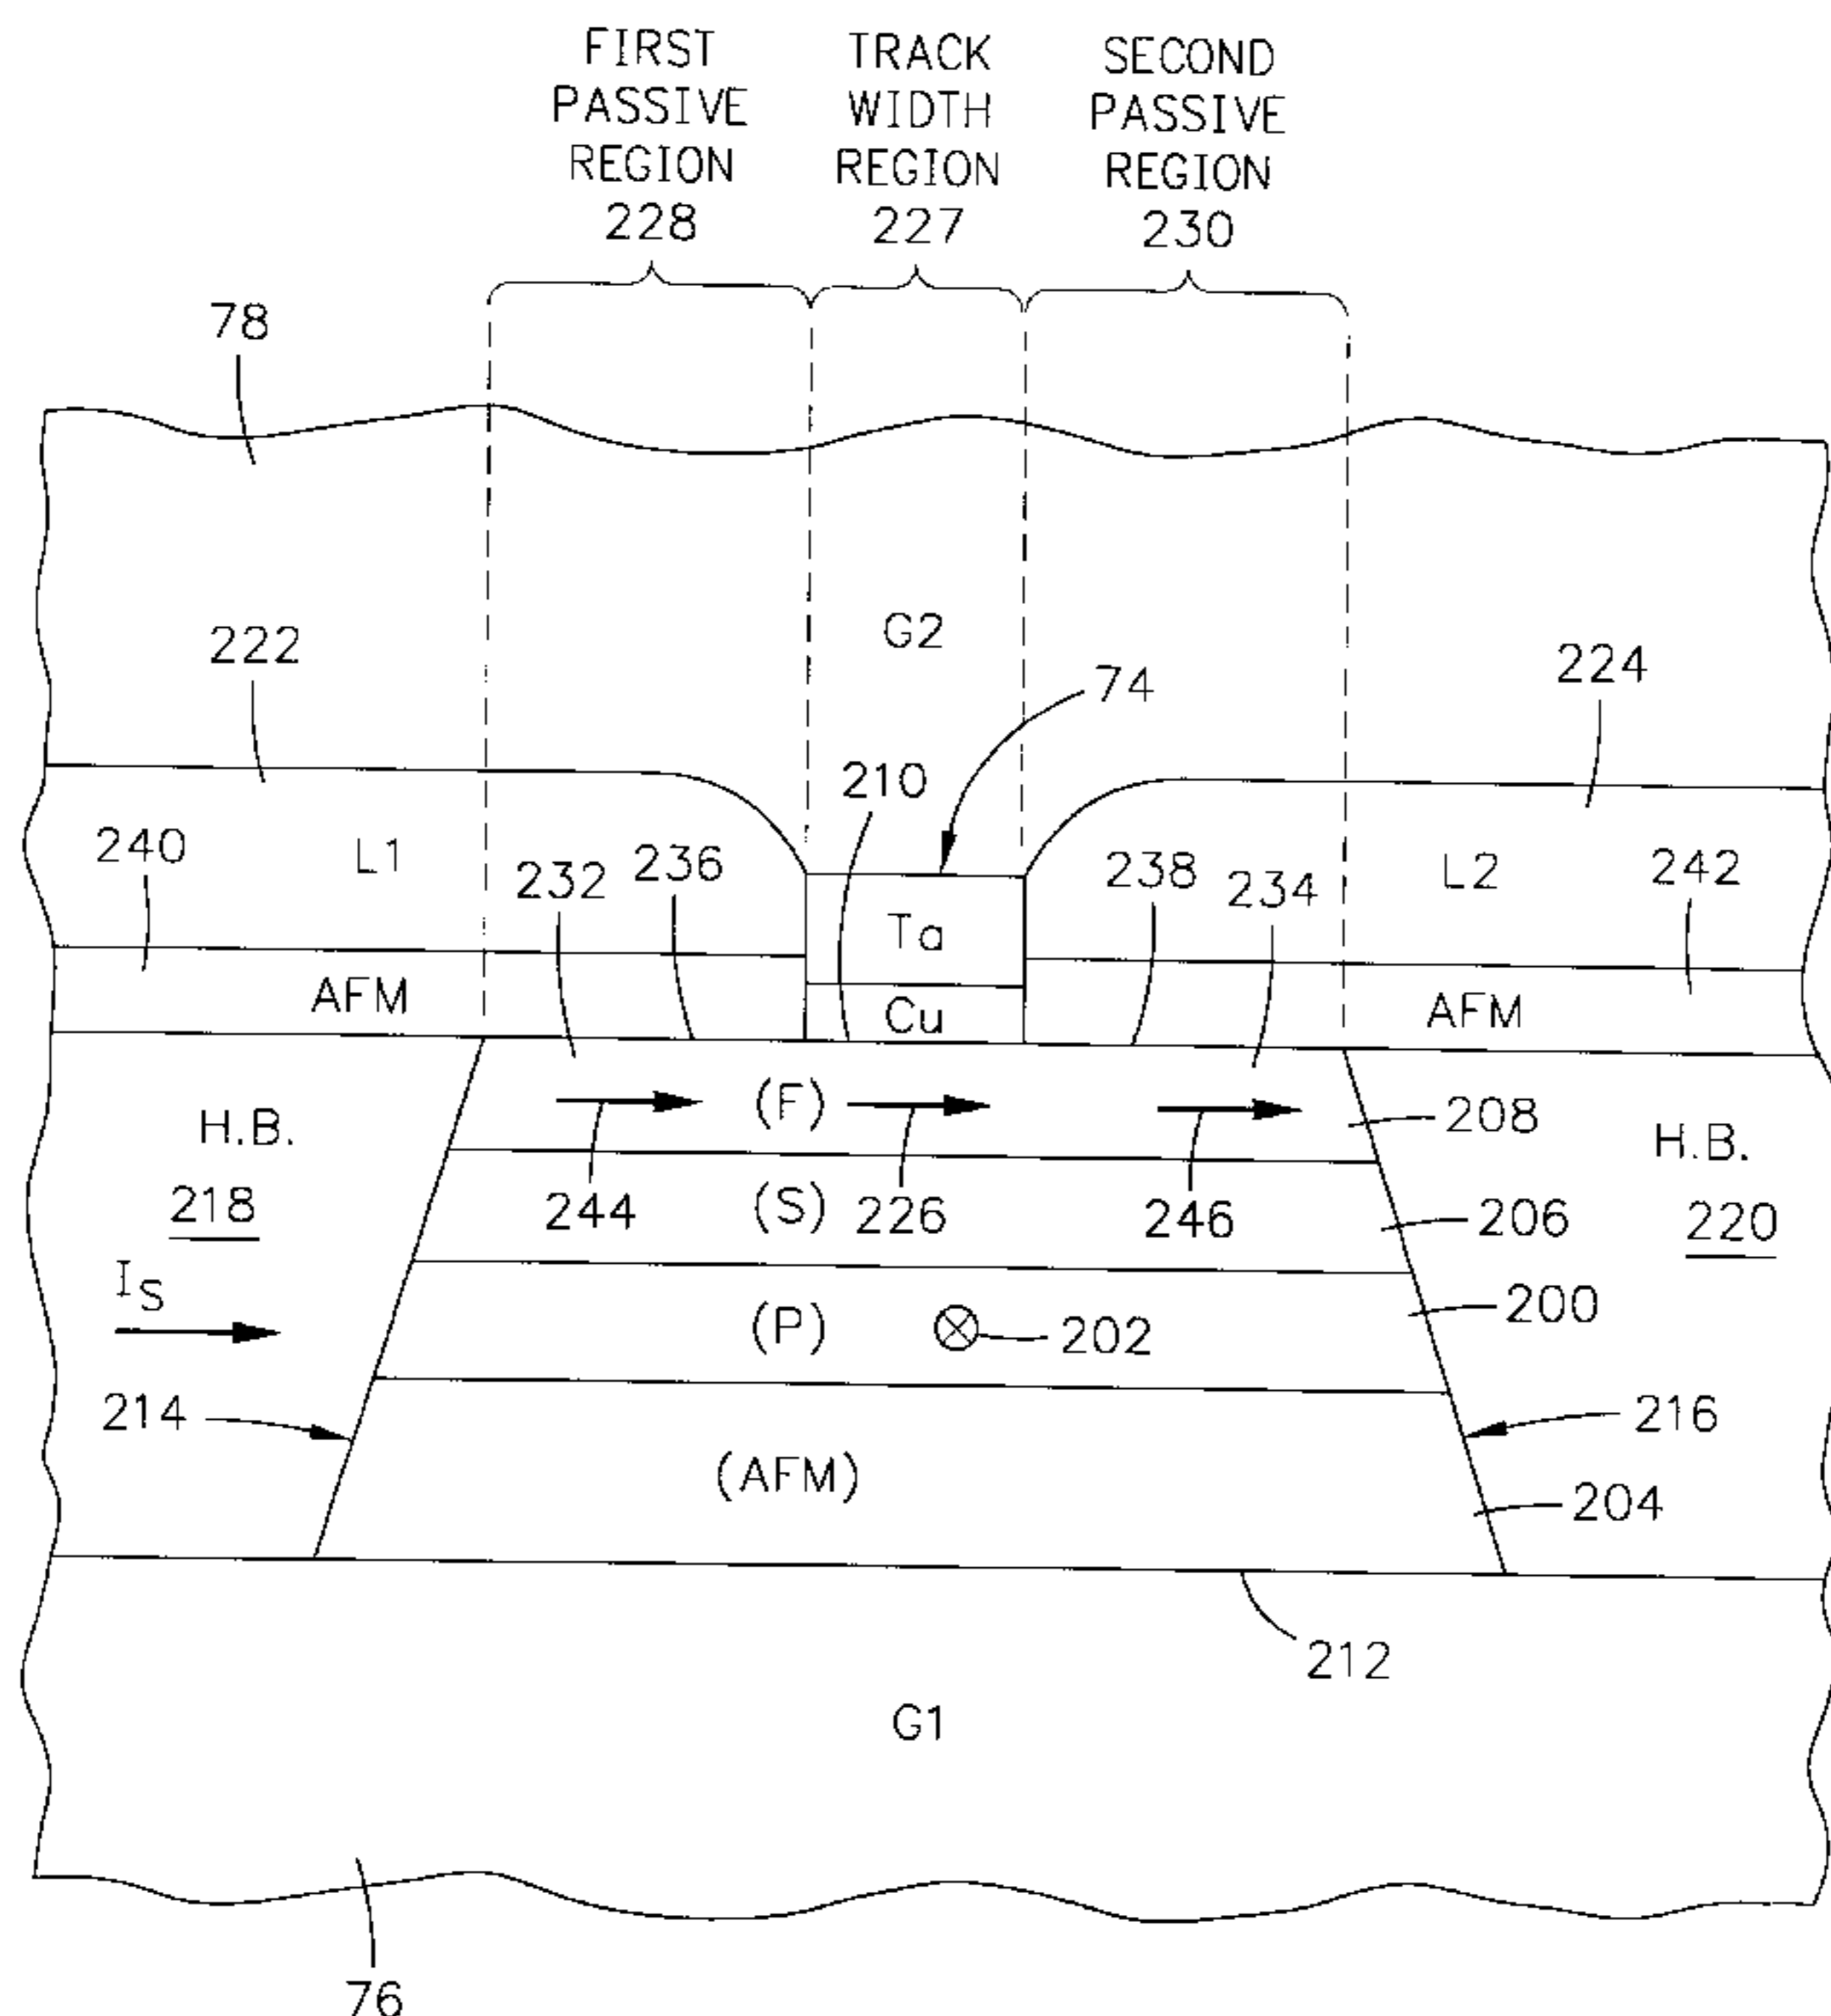 FIRST
PASSIVE
REGION
228
TRACK
WIDTH
REGION
227
SECOND
PASSIVE
REGION
230
78
G2
222
224
74
210
240
L1
232
236
238
234
L2
242
Ta
AFM
Cu
AFM
H.B.
218
(F)
208
H.B.
220
244
(S)
226
246
206
IS
(P)
202
200
214
216
(AFM)
204
212
G1
76